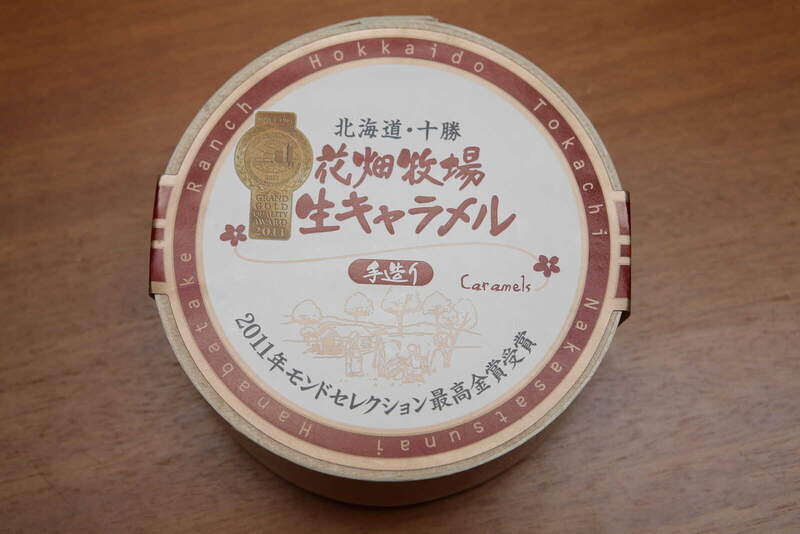 北海道・十勝
花畑牧場
生キャラメル
手造り
Caramels
2011年モンドセレクション最高金賞受賞
GRAND
GOLD
QUALITY
AWARD
2011
Hanabatake Ranch Hokkaido Tokachi Nakasatsunai